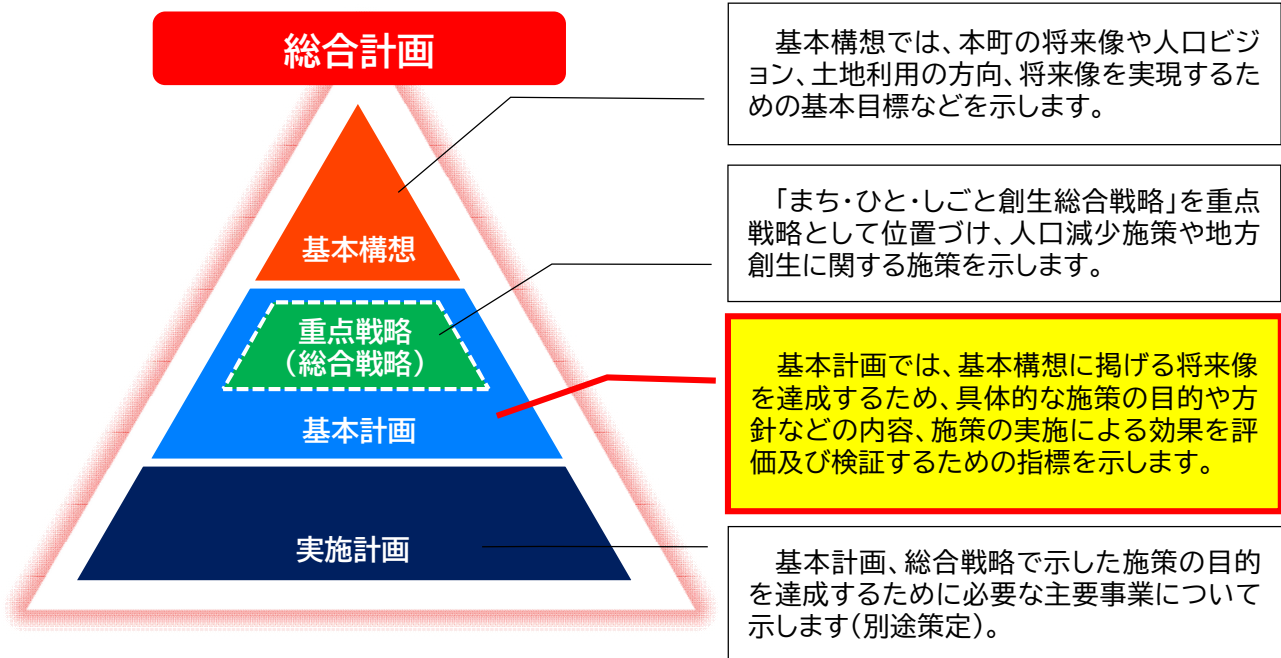 総合計画
基本構想
重点戦略
（総合戦略）
基本計画
実施計画
基本構想では、本町の将来像や人口ビジ
ョン、土地利用の方向、将来像を実現するた
めの基本目標などを示します。
「まち・ひと・しごと創生総合戦略」を重点
戦略として位置づけ、人口減少施策や地方
創生に関する施策を示します。
基本計画では、基本構想に掲げる将来像
を達成するため、具体的な施策の目的や方
針などの内容、施策の実施による効果を評
価及び検証するための指標を示します。
基本計画、総合戦略で示した施策の目的
を達成するために必要な主要事業について
示します（別途策定）。